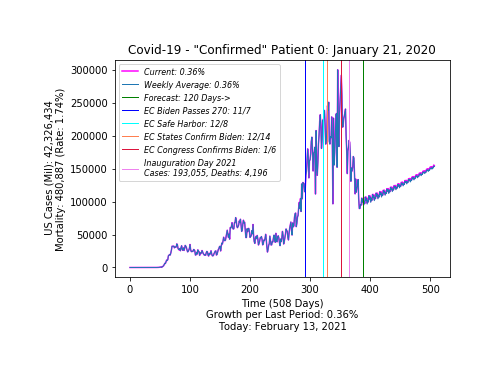 Covid-19 - "Confirmed" Patient 0: January 21, 2020
US Cases (Mil): 42,326,434
Mortality: 480,887 (Rate: 1.74%)
300000
250000
200000
150000
100000
50000
0
Current: 0.36%
Weekly Average: 0.36%
Forecast: 120 Days->
EC Biden Passes 270: 11/7
EC Safe Harbor: 12/8
EC States Confirm Biden: 12/14
EC Congress Confirms Biden: 1/6
Inauguration Day 2021
Cases: 193,055, Deaths: 4,196
0 100 200 300 400 500
Time (508 Days)
Growth per Last Period: 0.36%
Today: February 13, 2021